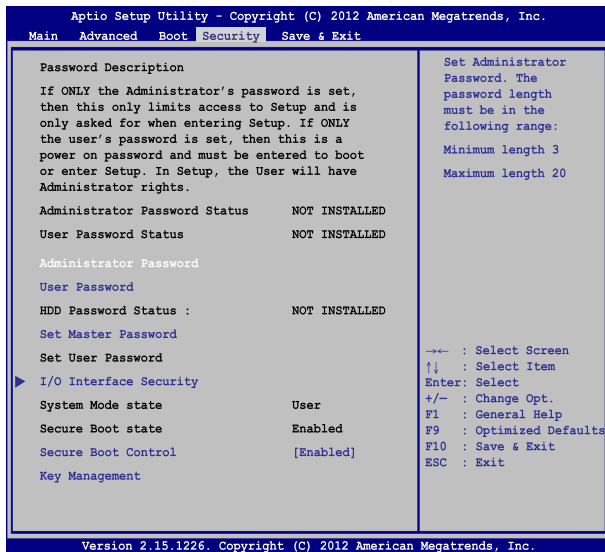 Aptio Setup Utility - Copyright (C) 2012 American Megatrends, Inc.
Main Advanced Boot Security Save & Exit
Password Description
If ONLY the Administrator's password is set,
then this only limits access to Setup and is
only asked for when entering Setup. If ONLY
the user's password is set, then this is a
power on password and must be entered to boot
or enter Setup. In Setup, the User will have
Administrator rights.
Administrator Password Status NOT INSTALLED
User Password Status NOT INSTALLED
Administrator Password
User Password
HDD Password Status : NOT INSTALLED
Set Master Password
Set User Password
I/O Interface Security
System Mode state User
Secure Boot state Enabled
Secure Boot Control [Enabled]
Key Management
Set Administrator
Password. The
password length
must be in the
following range:
Minimum length 3
Maximum length 20
→← : Select Screen
↑↓ : Select Item
Enter: Select
+/— : Change Opt.
F1 : General Help
F9 : Optimized Defaults
F10 : Save & Exit
ESC : Exit
Version 2.15.1226. Copyright (C) 2012 American Megatrends, Inc.